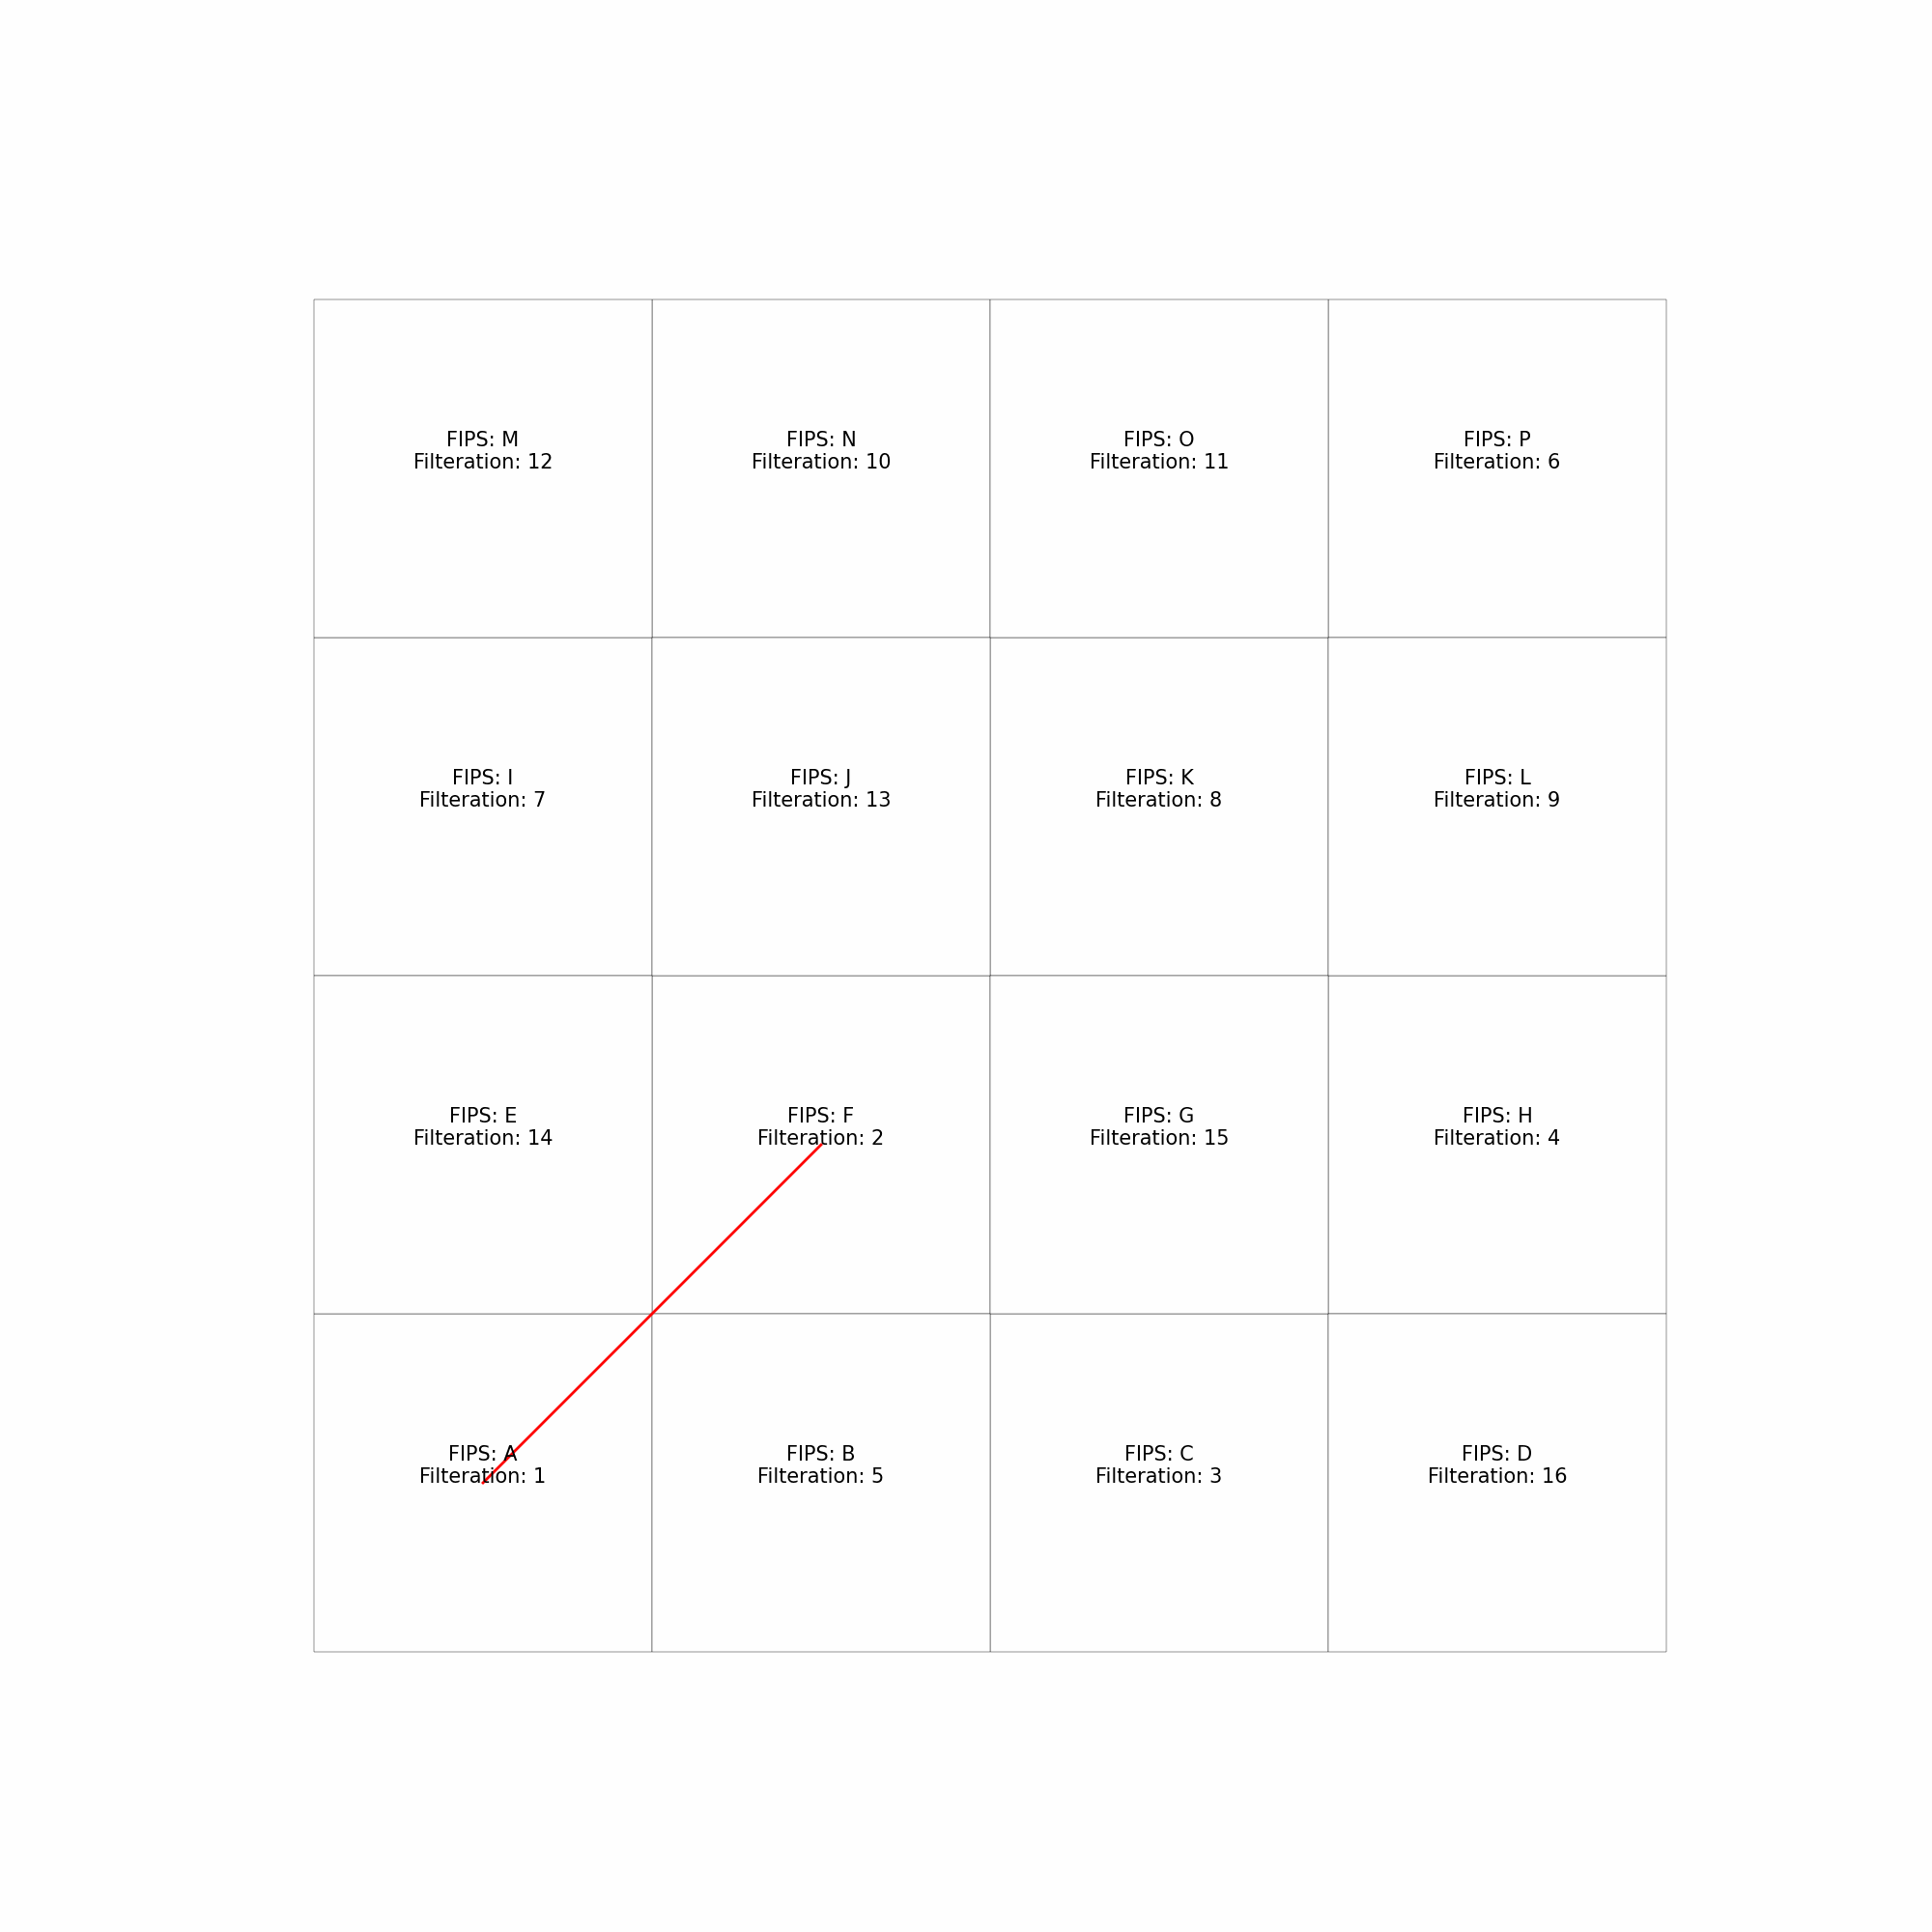 FIPS: M
Filteration: 12
FIPS: N
Filteration: 10
FIPS: O
Filteration: 11
FIPS: P
Filteration: 6
FIPS: I
Filteration: 7
FIPS: J
Filteration: 13
FIPS: K
Filteration: 8
FIPS: L
Filteration: 9
FIPS: E
Filteration: 14
FIPS: F
Filteration: 2
FIPS: G
Filteration: 15
FIPS: H
Filteration: 4
FIPS: A
Filteration: 1
FIPS: B
Filteration: 5
FIPS: C
Filteration: 3
FIPS: D
Filteration: 16